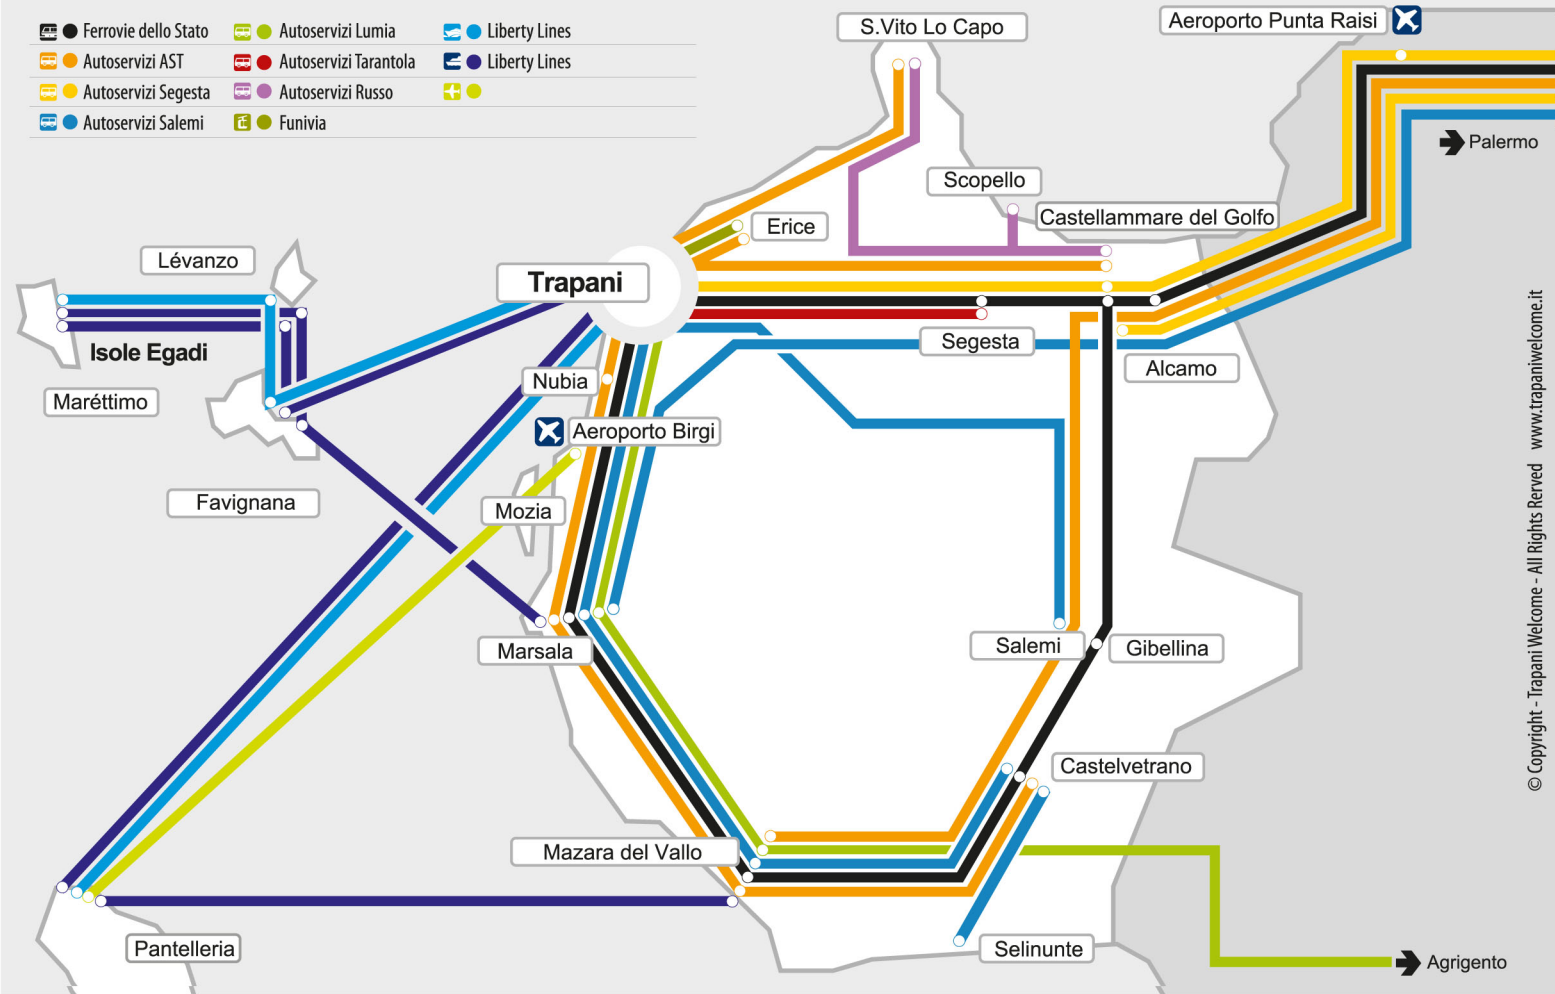 Ferrovie dello Stato
Autoservizi Lumia
Liberty Lines
Autoservizi AST
Autoservizi Tarantola
Liberty Lines
Autoservizi Segesta
Autoservizi Russo
Autoservizi Salemi
Funivia
S.Vito Lo Capo
Aeroporto Punta Raisi
Palermo
Scopello
Castellammare del Golfo
Erice
Lévanzo
Trapani
Isole Egadi
Segesta
Alcamo
Maréttimo
Nubia
Aeroporto Birgi
Favignana
Mozia
Marsala
Salemi
Gibellina
Castelvetrano
Mazara del Vallo
Pantelleria
Selinunte
Agrigento
© Copyright - Trapani Welcome - All Rights Rerved www.trapaniwelcome.it